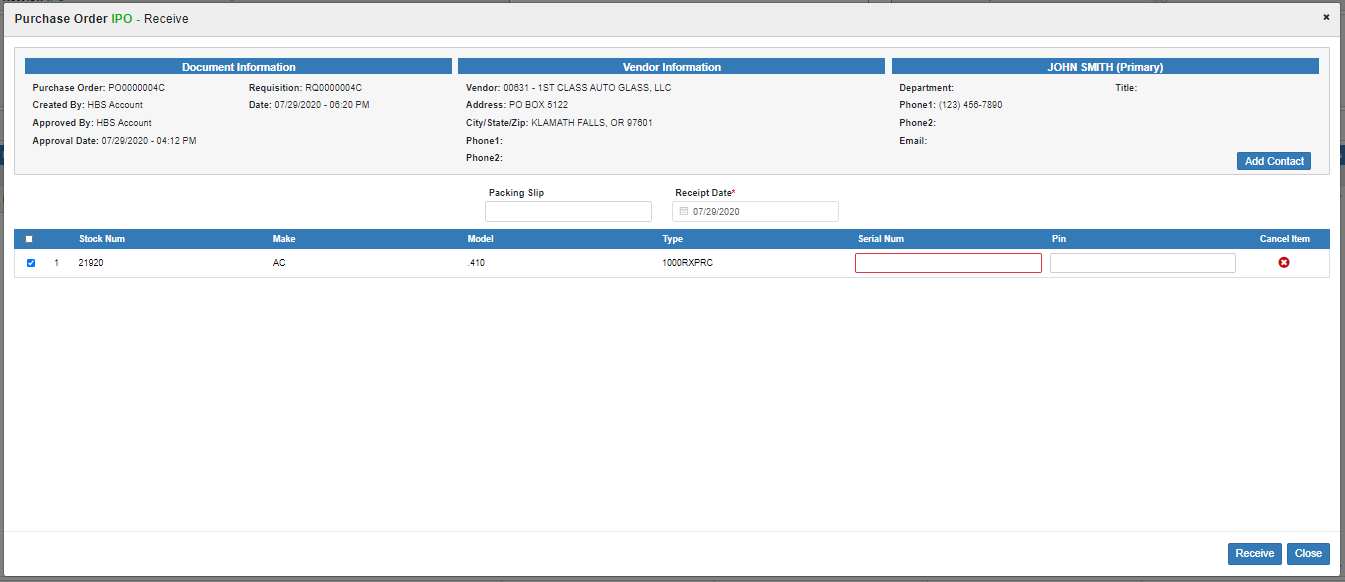 Purchase Order IPO - Receive
Document Information
Purchase Order: PO0000004C Requisition: RQ0000004C
Created By: HBS Account Date: 07/29/2020 - 06:20 PM
Approved By: HBS Account
Approval Date: 07/29/2020 - 04:12 PM
Vendor Information
Vendor: 00631 - 1ST CLASS AUTO GLASS, LLC
Address: PO BOX 5122
City/State/Zip: KLAMATH FALLS, OR 97601
Phone1:
Phone2:
JOHN SMITH (Primary)
Department: Title:
Phone1: (123) 456-7890
Phone2:
Email:
Add Contact
Packing Slip Receipt Date*
07/29/2020
Stock Num Make Model Type Serial Num Pin Cancel Item
1 21920 AC .410 1000RXPRC
Receive Close